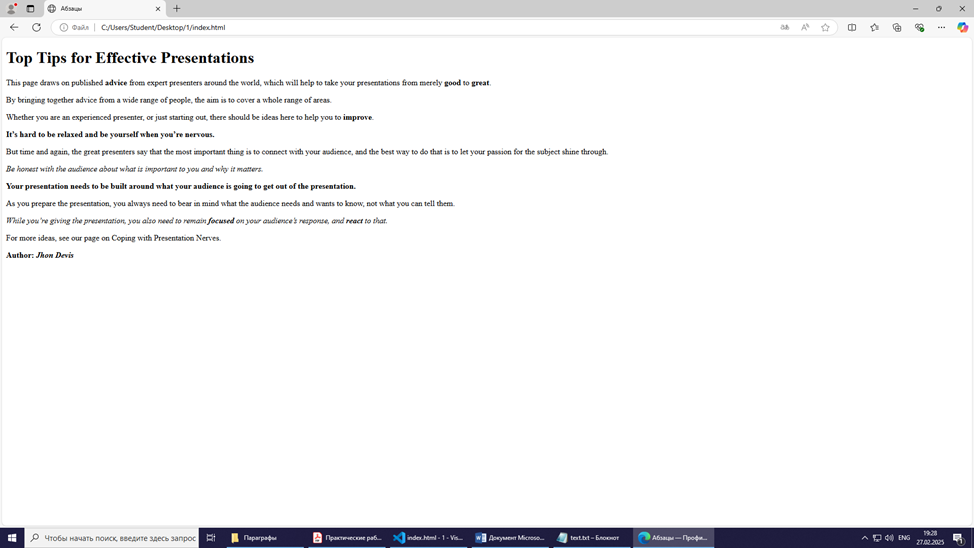 Абзацы
Файл
C:/Users/Student/Desktop/1/index.html
Top Tips for Effective Presentations
This page draws on published advice from expert presenters around the world, which will help to take your presentations from merely good to great.
By bringing together advice from a wide range of people, the aim is to cover a whole range of areas.
Whether you are an experienced presenter, or just starting out, there should be ideas here to help you to improve.
It's hard to be relaxed and be yourself when you're nervous.
But time and again, the great presenters say that the most important thing is to connect with your audience, and the best way to do that is to let your passion for the subject shine through.
Be honest with the audience about what is important to you and why it matters.
Your presentation needs to be built around what your audience is going to get out of the presentation.
As you prepare the presentation, you always need to bear in mind what the audience needs and wants to know, not what you can tell them.
While you're giving the presentation, you also need to remain focused on your audience's response, and react to that.
For more ideas, see our page on Coping with Presentation Nerves.
Author: Jhon Devis
Чтобы начать поиск, введите здесь запрос
Параграфы
Практические раб...
index.html - 1 - Vis...
Документ Microso...
text.txt – Блокнот
Абзацы — Профи...
ENG
19:28
27.02.2025
1